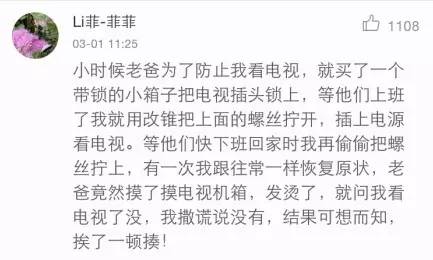 Li菲-菲菲
1108
03-01 11:25
小时候老爸为了防止我看电视，就买了一个
带锁的小箱子把电视插头锁上，等他们上班
了我就用改锥把上面的螺丝拧开，插上电源
看电视。等他们快下班回家时我再偷偷把螺
丝拧上，有一次我跟往常一样恢复原状，老
爸竟然摸了摸电视机箱，发烫了，就问我看
电视了没，我撒谎说没有，结果可想而知，
挨了一顿揍！